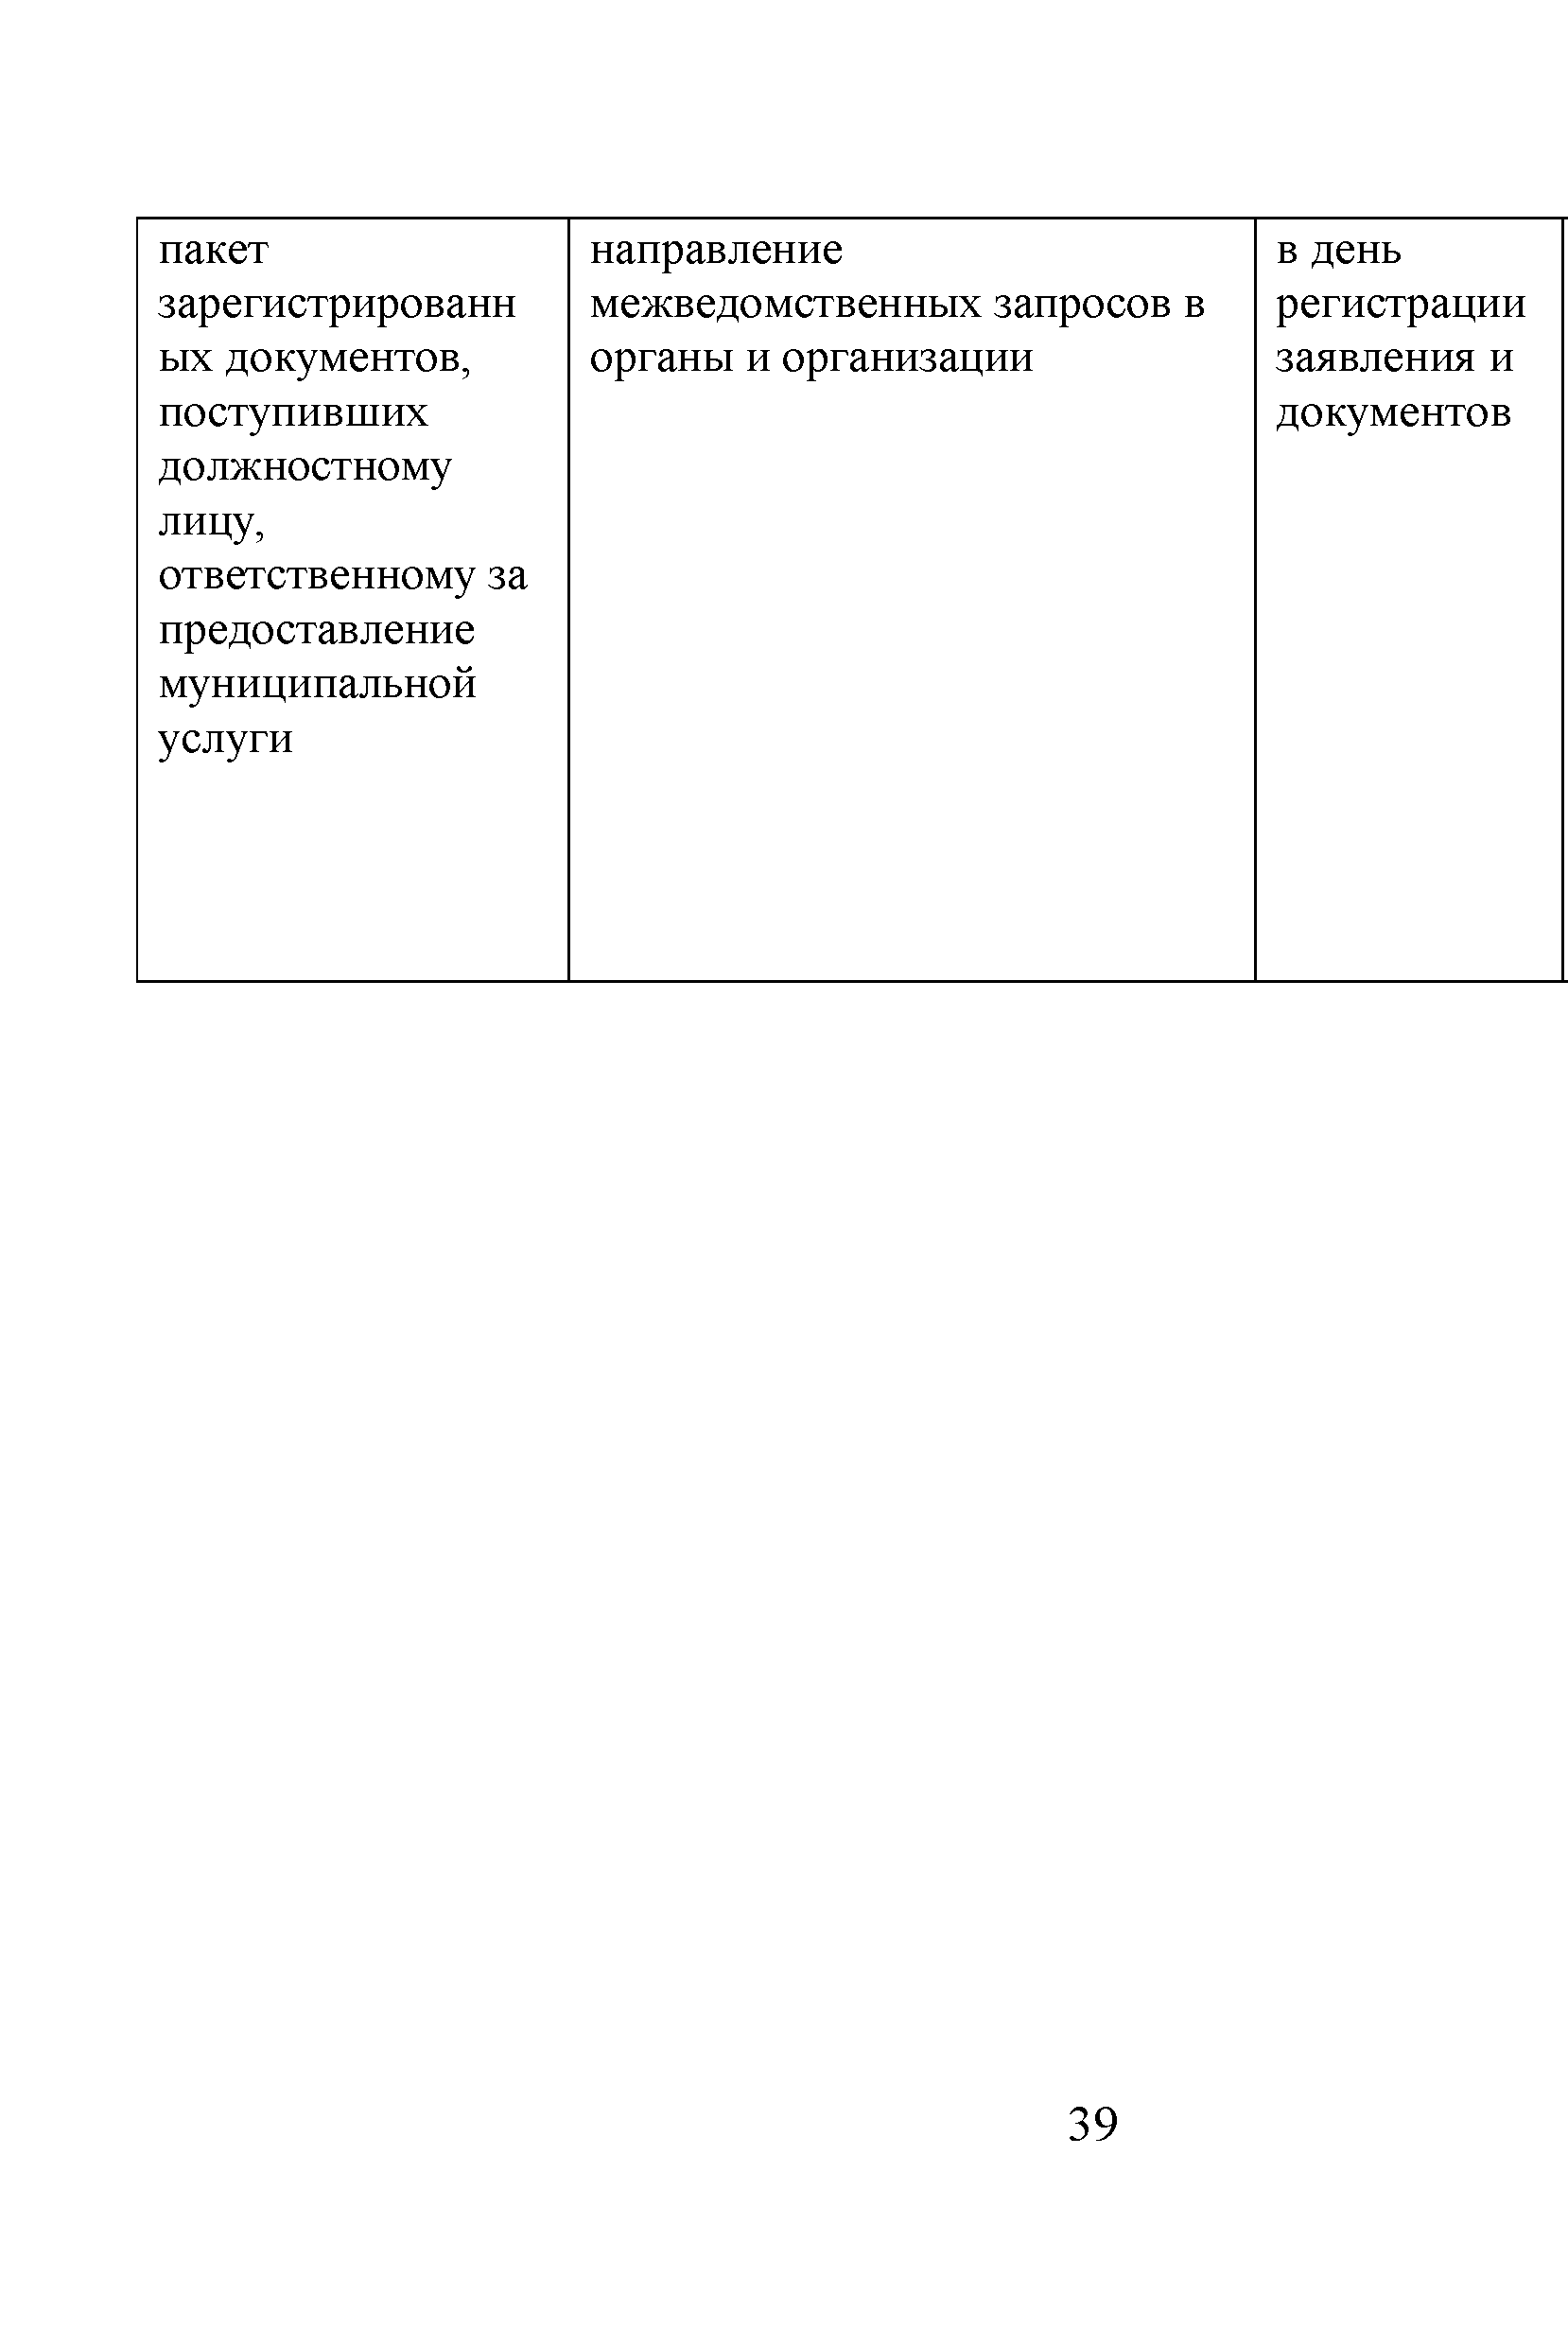 пакет
зарегистрированн
ых документов,
поступивших
должностному
лицу,
ответственному за
предоставление
муниципальной
услуги
направление
межведомственных запросов в
органы и организации
в день
регистрации
заявления и
документов
39